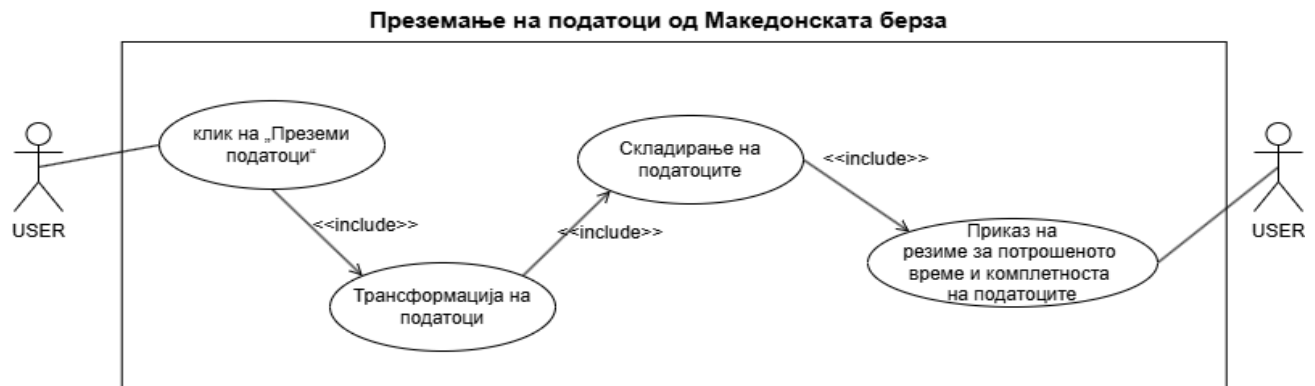 Преземање на податоци од Македонската берза
клик на „Преземи
податоци“
USER
<<include>>
Трансформација на
податоци
<<include>>
Складирање на
податоците
<<include>>
Приказ на
резиме за потрошеното
време и комплетноста
на податоците
USER